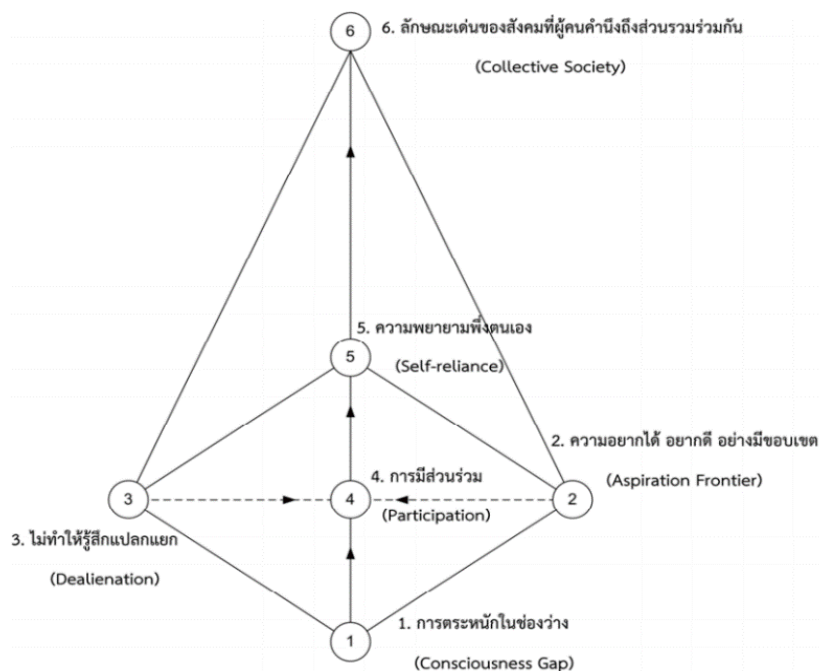 6
6. ลักษณะเด่นของสังคมที่ผู้คนคำนึงถึงส่วนรวมร่วมกัน
(Collective Society)
5. ความพยายามพึ่งตนเอง
5
(Self-reliance)
2. ความอยากได้ อยากดี อย่างมีขอบเขต
(Aspiration Frontier)
3
4
4. การมีส่วนร่วม
(Participation)
2
3. ไม่ทำให้รู้สึกแปลกแยก
(Dealienation)
1
1. การตระหนักในช่องว่าง
(Consciousness Gap)